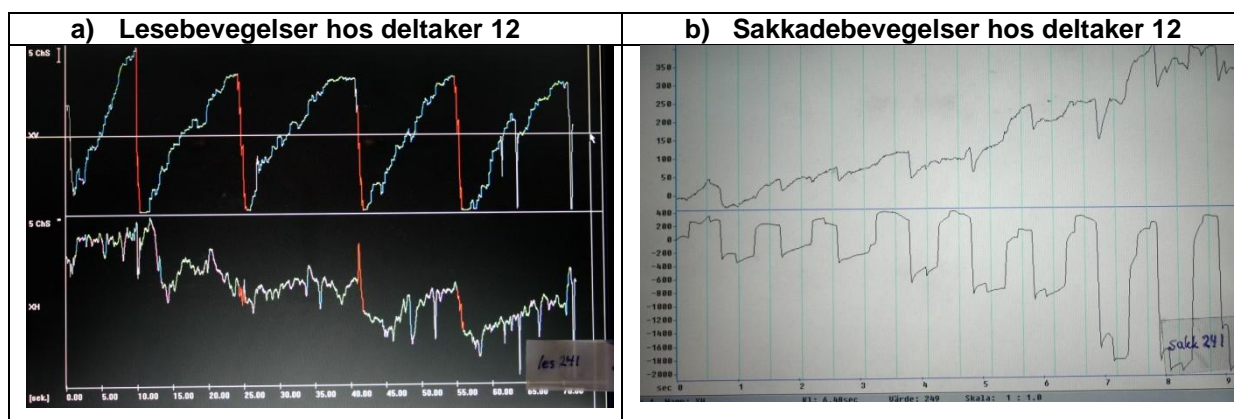 a) Lesebevegelser hos deltaker 12
b) Sakkadebevegelser hos deltaker 12
5 ChS
XV
5 ChS
XH
les 241
[sek.] 0.00 5.00 10.00 15.00 20.00 25.00 30.00 35.00 40.00 45.00 50.00 55.00 60.00 65.00 70.00
350
300
250
200
150
100
50
0
400
200
0
-200
-400
-600
-800
-1000
-1200
-1400
-1600
-1800
-2000
sakk 241
sec 0 1 2 3 4 5 6 7 8 9
Kl: 6.40sec Värde: 249 Skala: 1 : 1.0